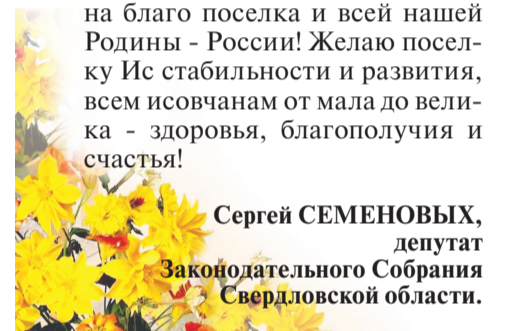 на благо поселка и всей нашей
Родины - России! Желаю посел-
ку Ис стабильности и развития,
всем исовчанам от мала до вели-
ка - здоровья, благополучия и
счастья!
Сергей СЕМЕНОВЫХ,
депутат
Законодательного Собрания
Свердловской области.